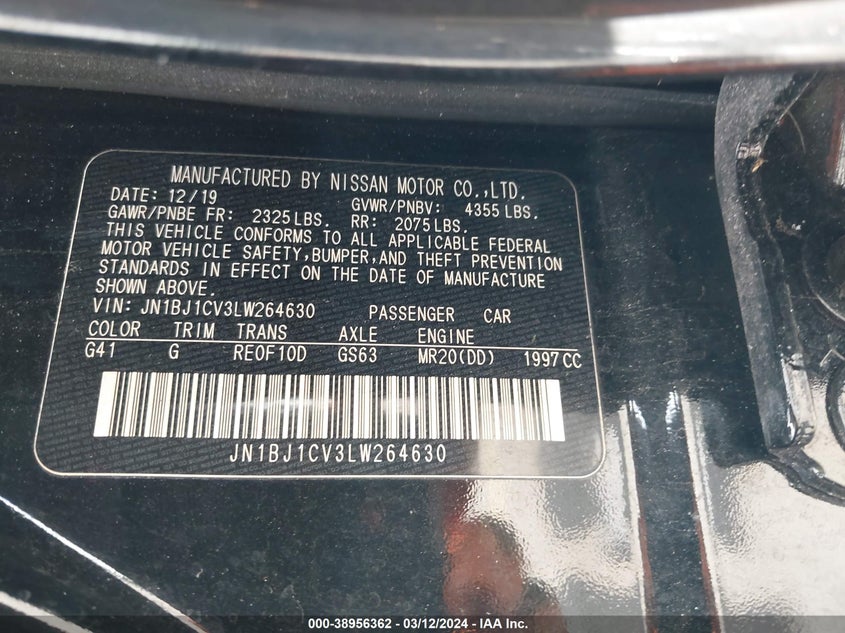 MANUFACTURED BY NISSAN MOTOR CO.,LTD.
DATE: 12/19 GVWR/PNBV: 4355 LBS.
GAWR/PNBE FR: 2325 LBS. RR: 2075 LBS.
THIS VEHICLE CONFORMS TO ALL APPLICABLE FEDERAL
MOTOR VEHICLE SAFETY, BUMPER, AND THEFT PREVENTION
STANDARDS IN EFFECT ON THE DATE OF MANUFACTURE
SHOWN ABOVE.
VIN: JN1BJ1CV3LW264630 PASSENGER CAR
COLOR TRIM TRANS AXLE ENGINE
G41 G RE0F10D GS63 MR20(DD) 1997 CC
JN1BJ1CV3LW264630
000-38956362 | 03/12/2024 | IAA, Inc.